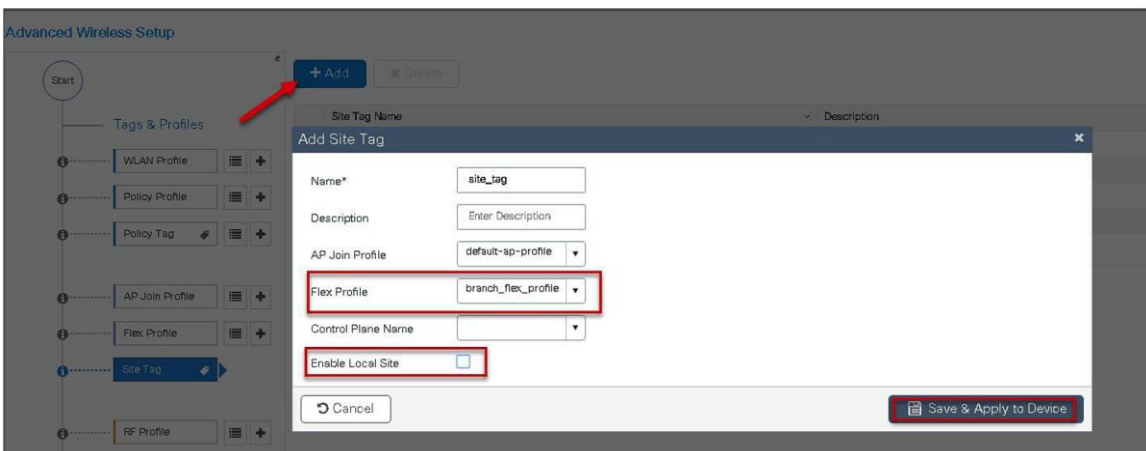 Advanced Wireless Setup
Start
Tags & Profiles
WLAN Profile
Policy Profile
Policy Tag
AP Join Profile
Flex Profile
Site Tag
RF Profile
+ Add
✖ Delete
Site Tag Name
Description
Add Site Tag
Name*
site_tag
Description
Enter Description
AP Join Profile
default-ap-profile
Flex Profile
branch_flex_profile
Control Plane Name
Enable Local Site
Cancel
Save & Apply to Device